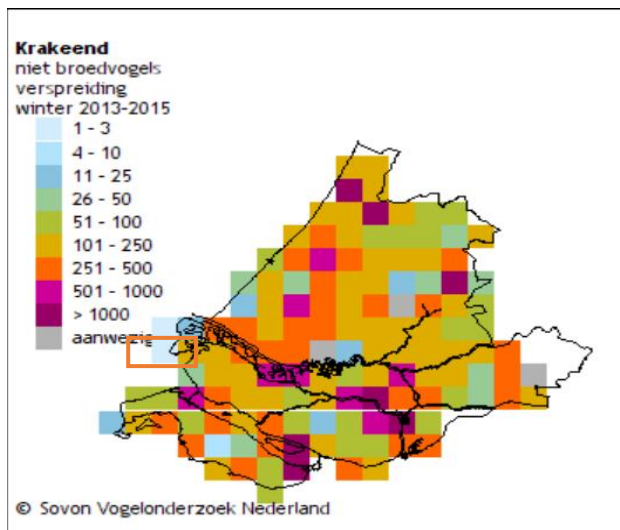 Krakeend
niet broedvogels
verspreiding
winter 2013-2015
1 - 3
4 - 10
11 - 25
26 - 50
51 - 100
101 - 250
251 - 500
501 - 1000
> 1000
aanwezig
© Sovon Vogelonderzoek Nederland